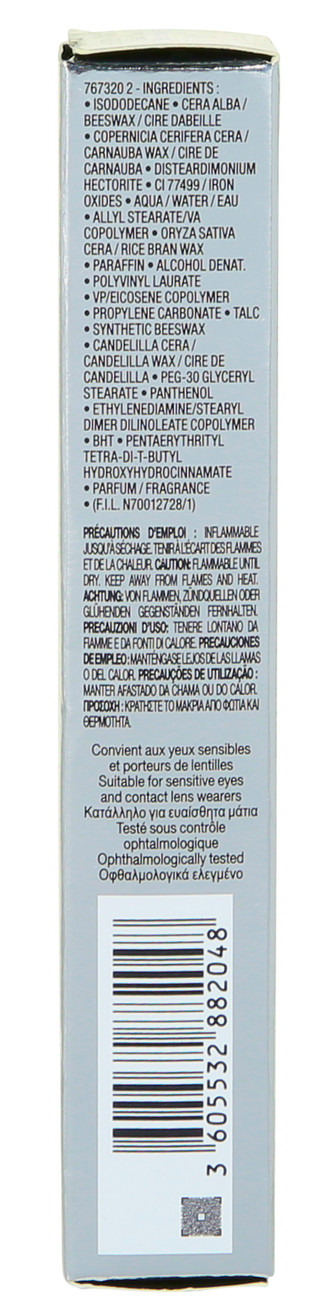 767320 2 - INGREDIENTS :
• ISODODECANE • CERA ALBA /
BEESWAX / CIRE DABEILLE
• COPERNICIA CERIFERA CERA /
CARNAUBA WAX / CIRE DE
CARNAUBA • DISTEARDIMONIUM
HECTORITE • CI 77499 / IRON
OXIDES • AQUA / WATER / EAU
• ALLYL STEARATE/VA
COPOLYMER • ORYZA SATIVA
CERA / RICE BRAN WAX
• PARAFFIN • ALCOHOL DENAT.
• POLYVINYL LAURATE
• VP/EICOSENE COPOLYMER
• PROPYLENE CARBONATE • TALC
• SYNTHETIC BEESWAX
• CANDELILLA CERA /
CANDELILLA WAX / CIRE DE
CANDELILLA • PEG-30 GLYCERYL
STEARATE • PANTHENOL
• ETHYLENEDIAMINE/STEARYL
DIMER DILINOLEATE COPOLYMER
• BHT • PENTAERYTHRITYL
TETRA-DI-T-BUTYL
HYDROXYHYDROCINNAMATE
• PARFUM / FRAGRANCE
• (F.I.L. N70012728/1)
PRÉCAUTIONS D'EMPLOI : INFLAMMABLE
JUSQU'À SÉCHAGE. TENIR À L'ÉCART DES FLAMMES
ET DE LA CHALEUR. CAUTION: FLAMMABLE UNTIL
DRY. KEEP AWAY FROM FLAMES AND HEAT.
ACHTUNG: VON FLAMMEN, ZÜNDQUELLEN ODER
GLÜHENDEN GEGENSTÄNDEN FERNHALTEN.
PRECAUZIONI D'USO: TENERE LONTANO DA
FIAMME E DA FONTI DI CALORE. PRECAUCIONES
DE EMPLEO: MANTÉNGASE LEJOS DE LAS LLAMAS
O DEL CALOR. PRECAUÇÕES DE UTILIZAÇÃO :
MANTER AFASTADO DA CHAMA OU DO CALOR.
ΠΡΟΣΟΧΗ : ΚΡΑΤΗΣΤΕ ΤΟ ΜΑΚΡΙΑ ΑΠΟ ΦΩΤΙΑ ΚΑΙ
ΘΕΡΜΟΤΗΤΑ.
Convient aux yeux sensibles
et porteurs de lentilles
Suitable for sensitive eyes
and contact lens wearers
Κατάλληλο για ευαίσθητα μάτια
Testé sous contrôle
ophtalmologique
Ophthalmologically tested
Οφθαλμολογικά ελεγμένο
3 605532 882048